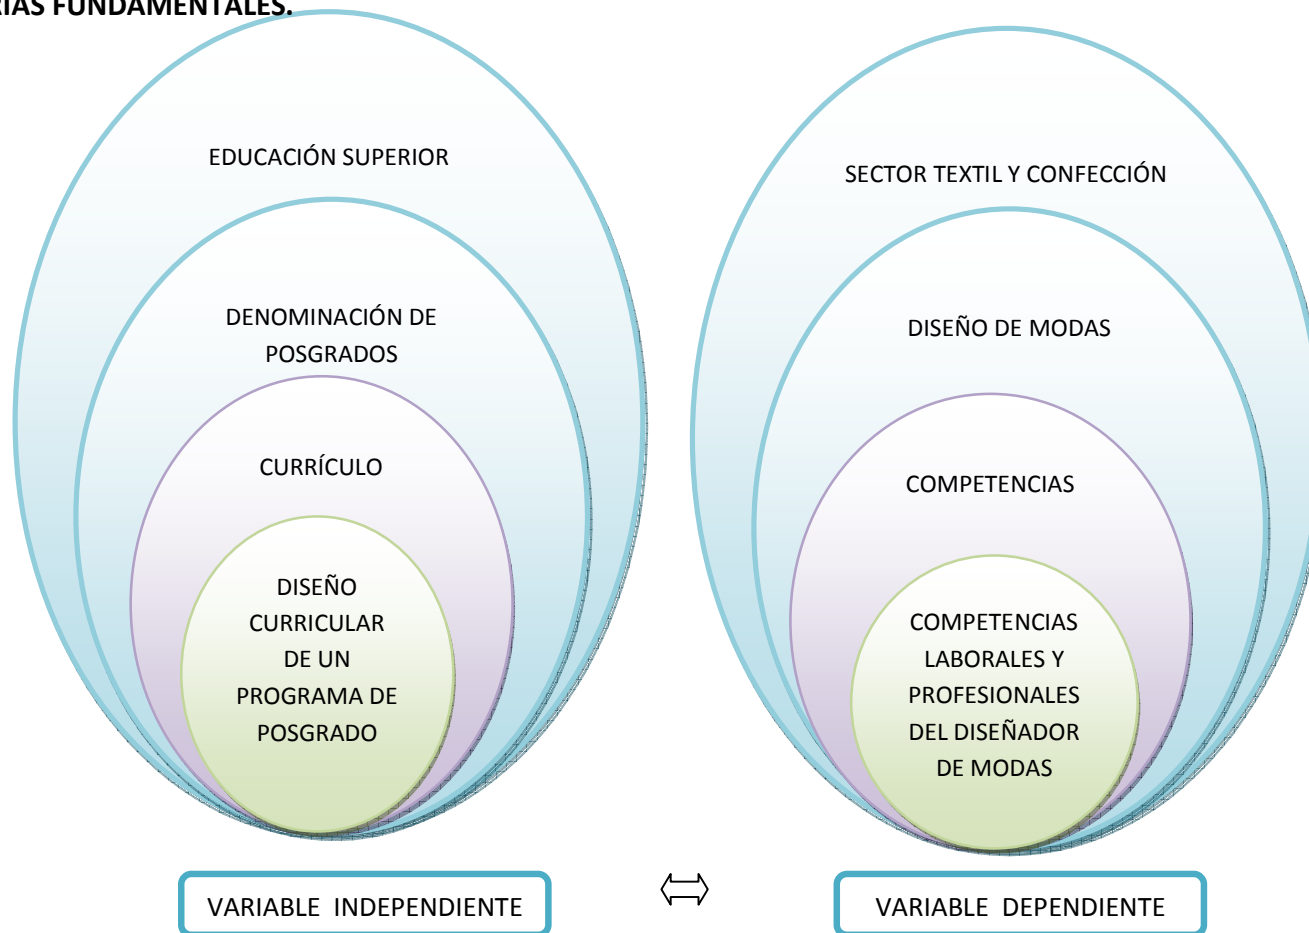 RIAS FUNDAMENTALES.
EDUCACIÓN SUPERIOR
DENOMINACIÓN DE
POSGRADOS
CURRÍCULO
DISEÑO
CURRICULAR
DE UN
PROGRAMA DE
POSGRADO
VARIABLE INDEPENDIENTE
SECTOR TEXTIL Y CONFECCIÓN
DISEÑO DE MODAS
COMPETENCIAS
COMPETENCIAS
LABORALES Y
PROFESIONALES
DEL DISEÑADOR
DE MODAS
VARIABLE DEPENDIENTE